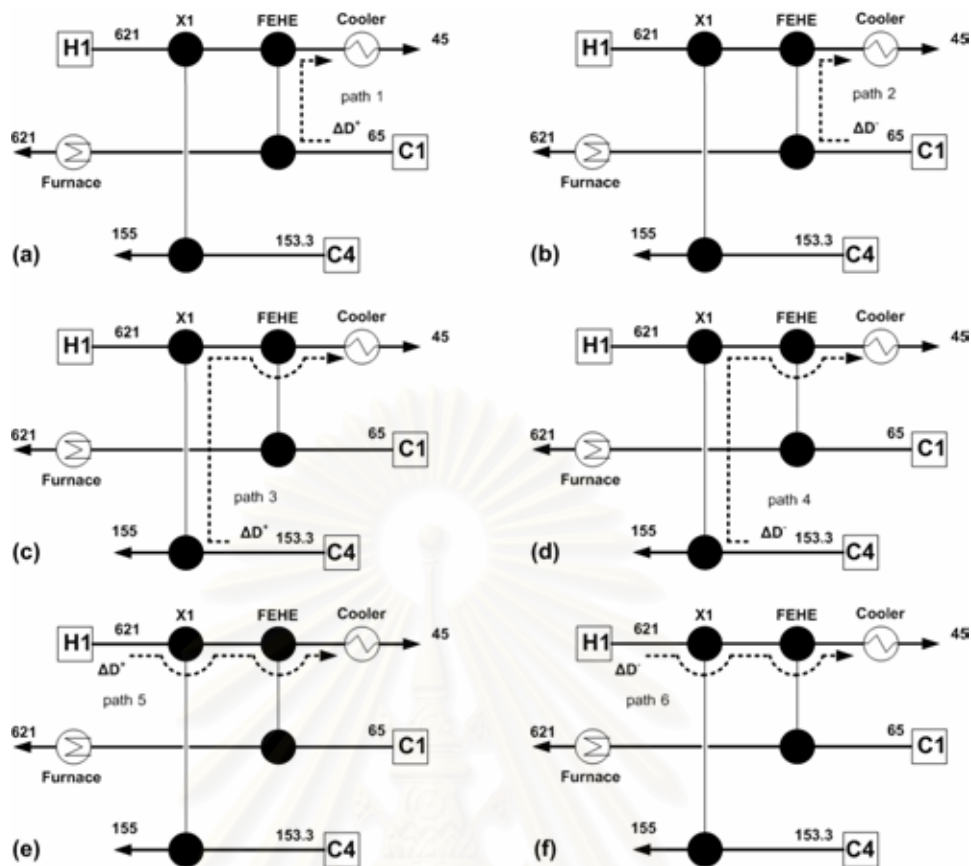 X1 FEHE Cooler
H1 621 45
path 1
ΔD⁺ 65
621 C1
Furnace
155 153.3 C4
(a)
X1 FEHE Cooler
H1 621 45
path 2
ΔD⁻ 65
621 C1
Furnace
155 153.3 C4
(b)
X1 FEHE Cooler
H1 621 45
621 65 C1
Furnace
path 3
ΔD⁺
155 153.3 C4
(c)
X1 FEHE Cooler
H1 621 45
621 65 C1
Furnace
path 4
ΔD⁻
155 153.3 C4
(d)
X1 FEHE Cooler
H1 621 45
ΔD⁺
path 5
621 65 C1
Furnace
155 153.3 C4
(e)
X1 FEHE Cooler
H1 621 45
ΔD⁻
path 6
621 65 C1
Furnace
155 153.3 C4
(f)